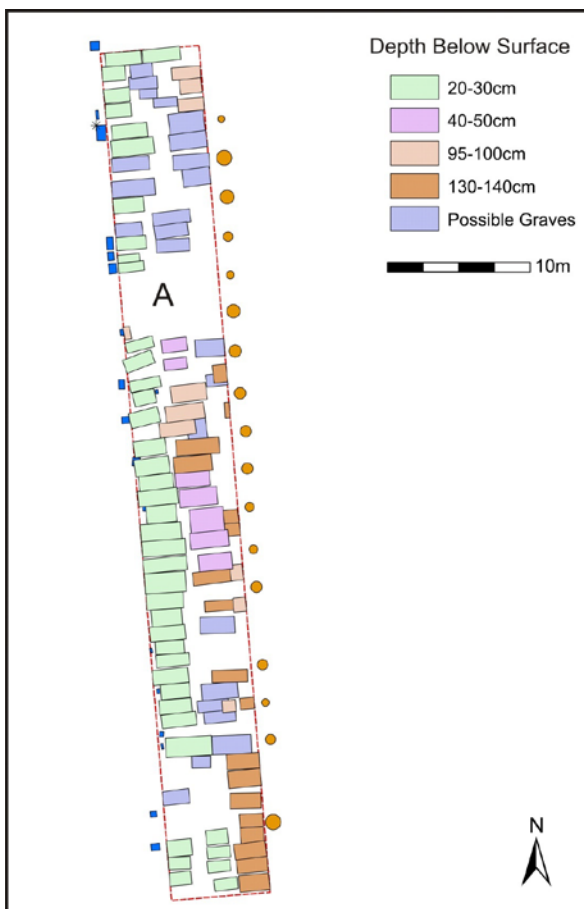 Depth Below Surface
20-30cm
40-50cm
95-100cm
130-140cm
Possible Graves
10m
A
N